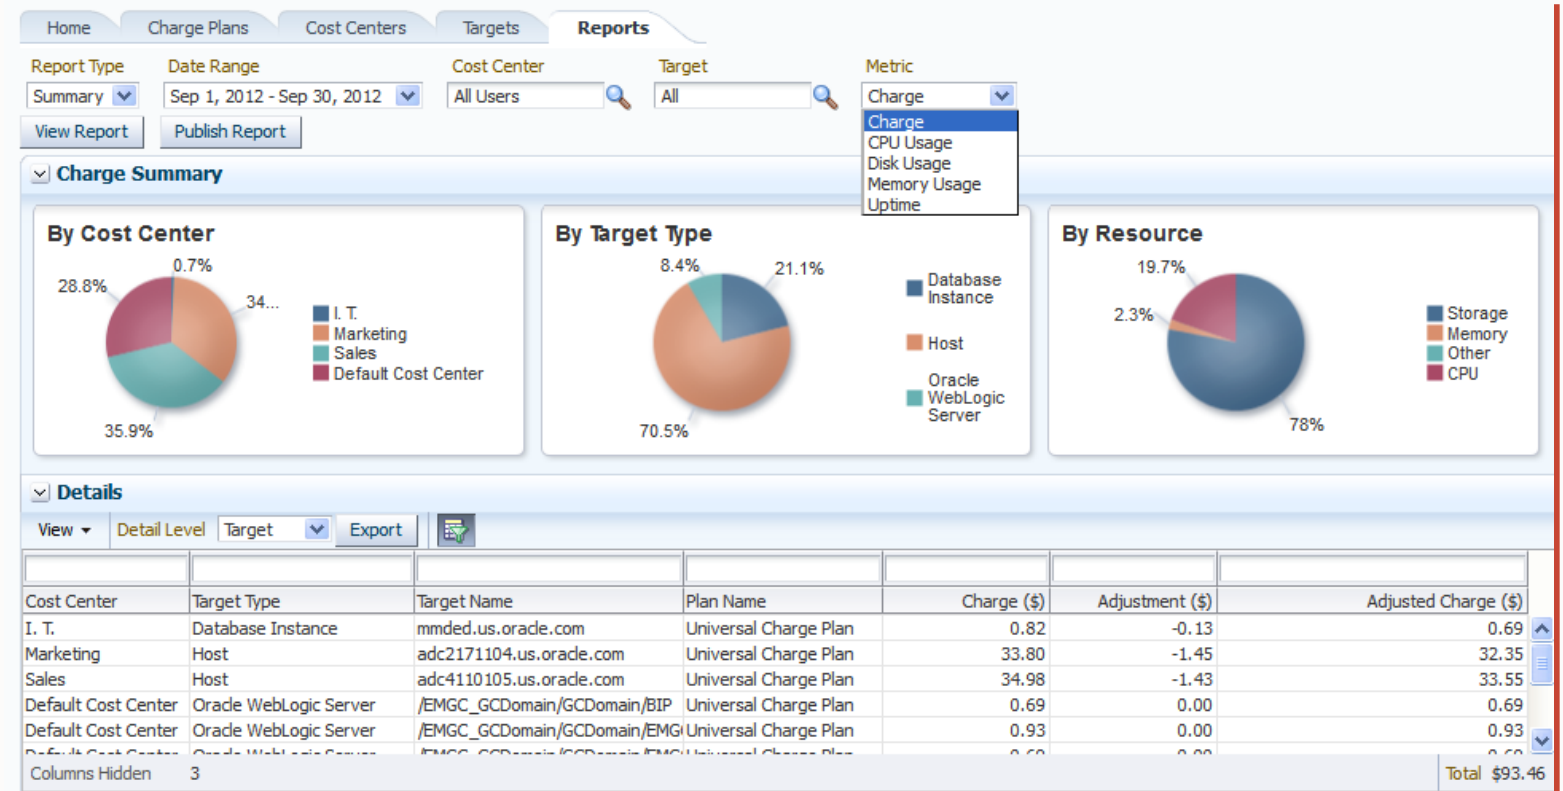 Home Charge Plans Cost Centers Targets Reports
Report Type Date Range Cost Center Target Metric
Summary Sep 1, 2012 - Sep 30, 2012 All Users All Charge
Charge
CPU Usage
Disk Usage
Memory Usage
Uptime
View Report Publish Report
Charge Summary
By Cost Center
0.7%
28.8%
34...
35.9%
I. T.
Marketing
Sales
Default Cost Center
By Target Type
8.4%
21.1%
70.5%
Database
Instance
Host
Oracle
WebLogic
Server
By Resource
19.7%
2.3%
78%
Storage
Memory
Other
CPU
Details
View Detail Level Target Export
Cost Center Target Type Target Name Plan Name Charge ($) Adjustment ($) Adjusted Charge ($)
I. T. Database Instance mmded.us.oracle.com Universal Charge Plan 0.82 -0.13 0.69
Marketing Host adc2171104.us.oracle.com Universal Charge Plan 33.80 -1.45 32.35
Sales Host adc4110105.us.oracle.com Universal Charge Plan 34.98 -1.43 33.55
Default Cost Center Oracle WebLogic Server /EMGC_GCDomain/GCDomain/BIP Universal Charge Plan 0.69 0.00 0.69
Default Cost Center Oracle WebLogic Server /EMGC_GCDomain/GCDomain/EMG Universal Charge Plan 0.93 0.00 0.93
Columns Hidden 3 Total $93.46